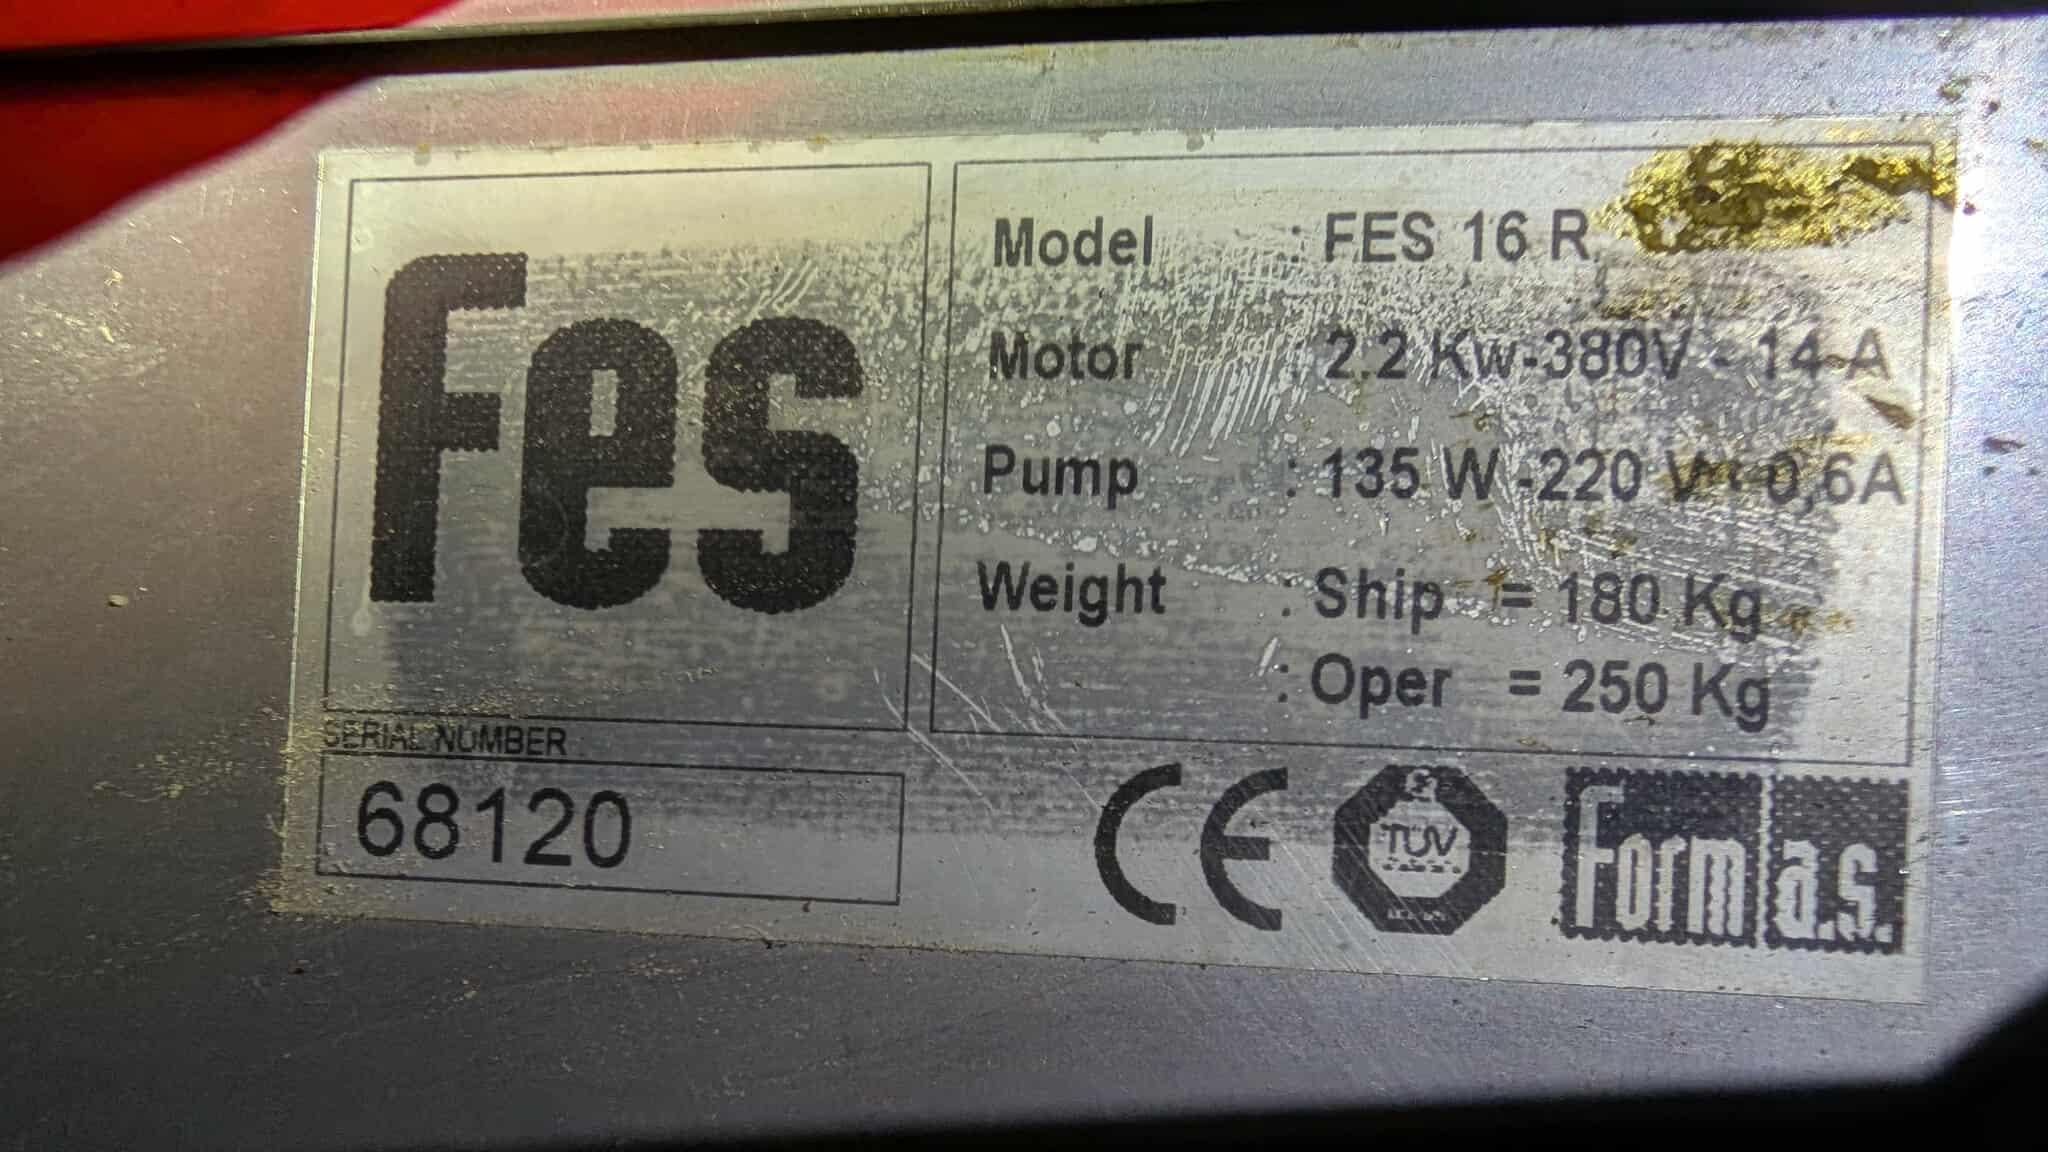 Fes
Model : FES 16 R
Motor : 2.2 Kw-380V - 14-A
Pump : 135 W -220 V - 0,6A
Weight : Ship = 180 Kg
: Oper = 250 Kg
SERIAL NUMBER :
68120
CE
TÜV
Form a.s.